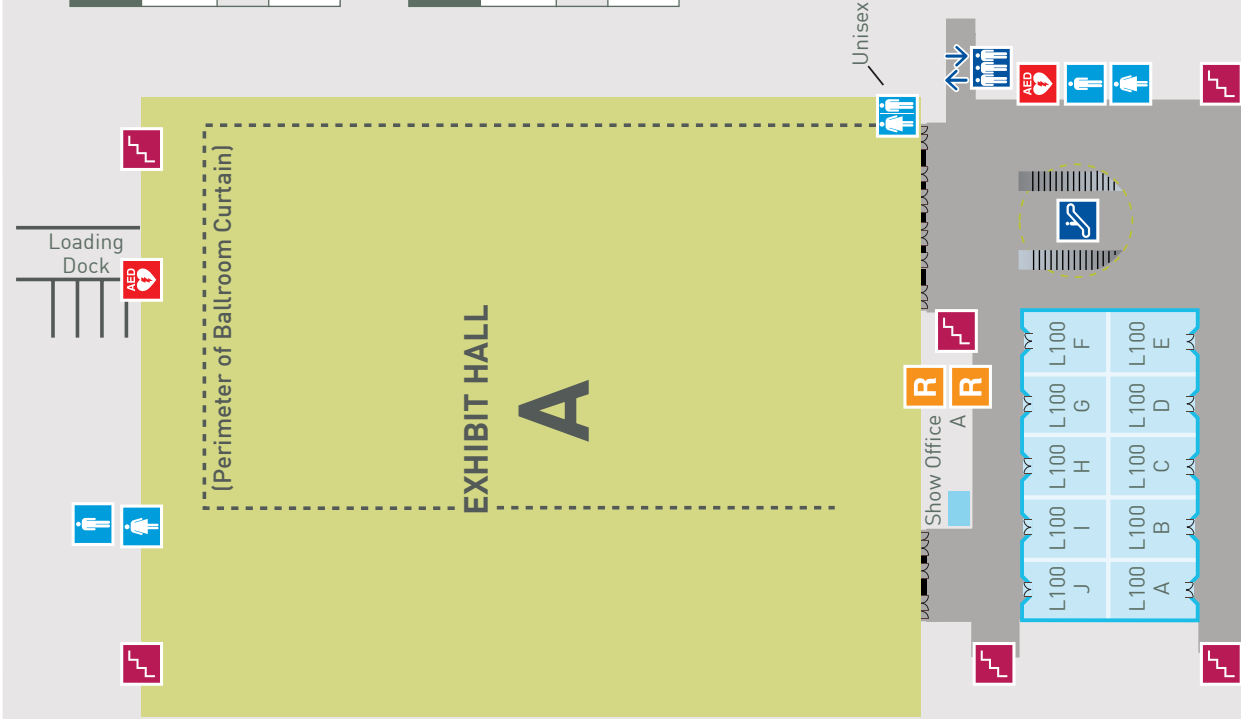 Unisex
AED
Loading
Dock
AED
(Perimeter of Ballroom Curtain)
EXHIBIT HALL
A
R
R
Show Office
A
L100
F
L100
E
L100
G
L100
D
L100
H
L100
C
L100
I
L100
B
L100
J
L100
A